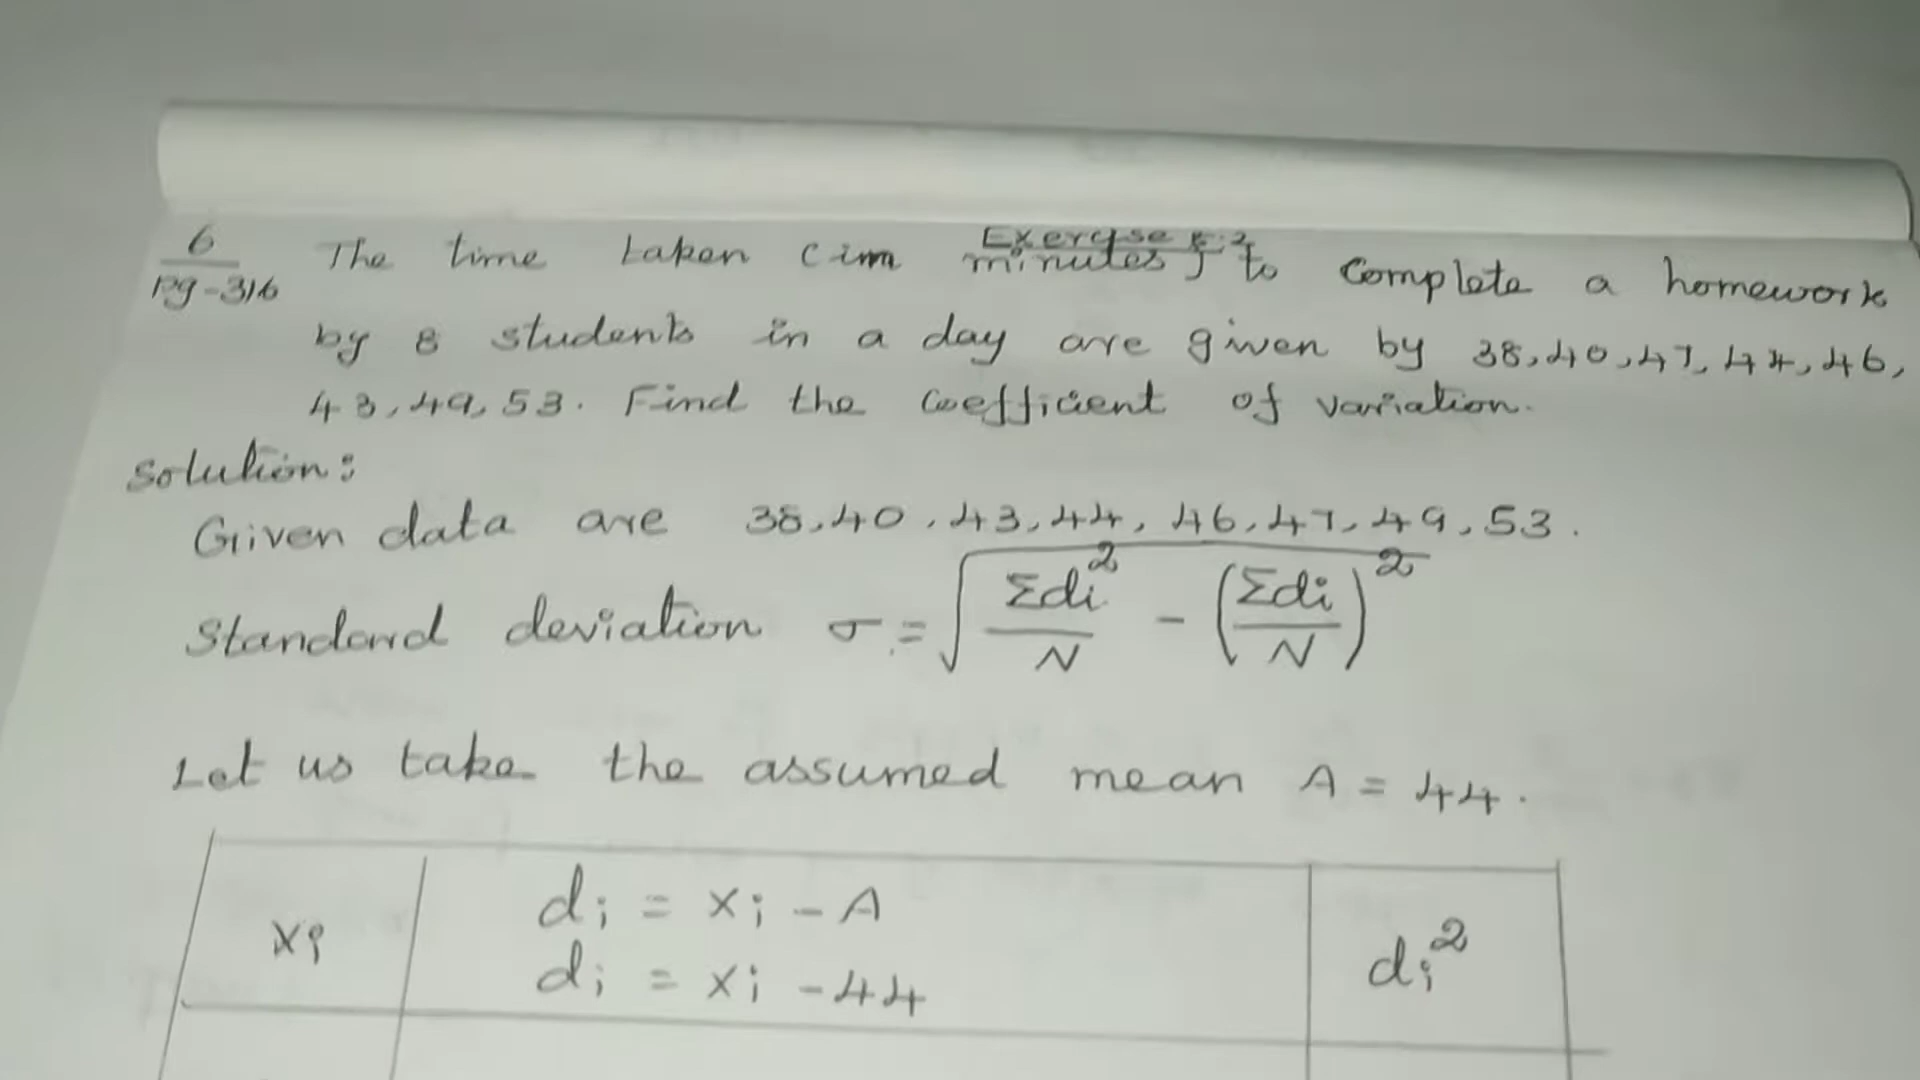 Exercise 8.2
6
Pg-316
The time taken (in minutes) to complete a homework
by 8 students in a day are given by 38, 40, 47, 44, 46,
43, 49, 53. Find the coefficient of variation.
Solution:
Given data are 38, 40, 43, 44, 46, 47, 49, 53.
Standard deviation σ = √ Σdi²/N - (Σdi/N)²
Let us take the assumed mean A = 44.
xi
di = xi - A
di = xi - 44
di²